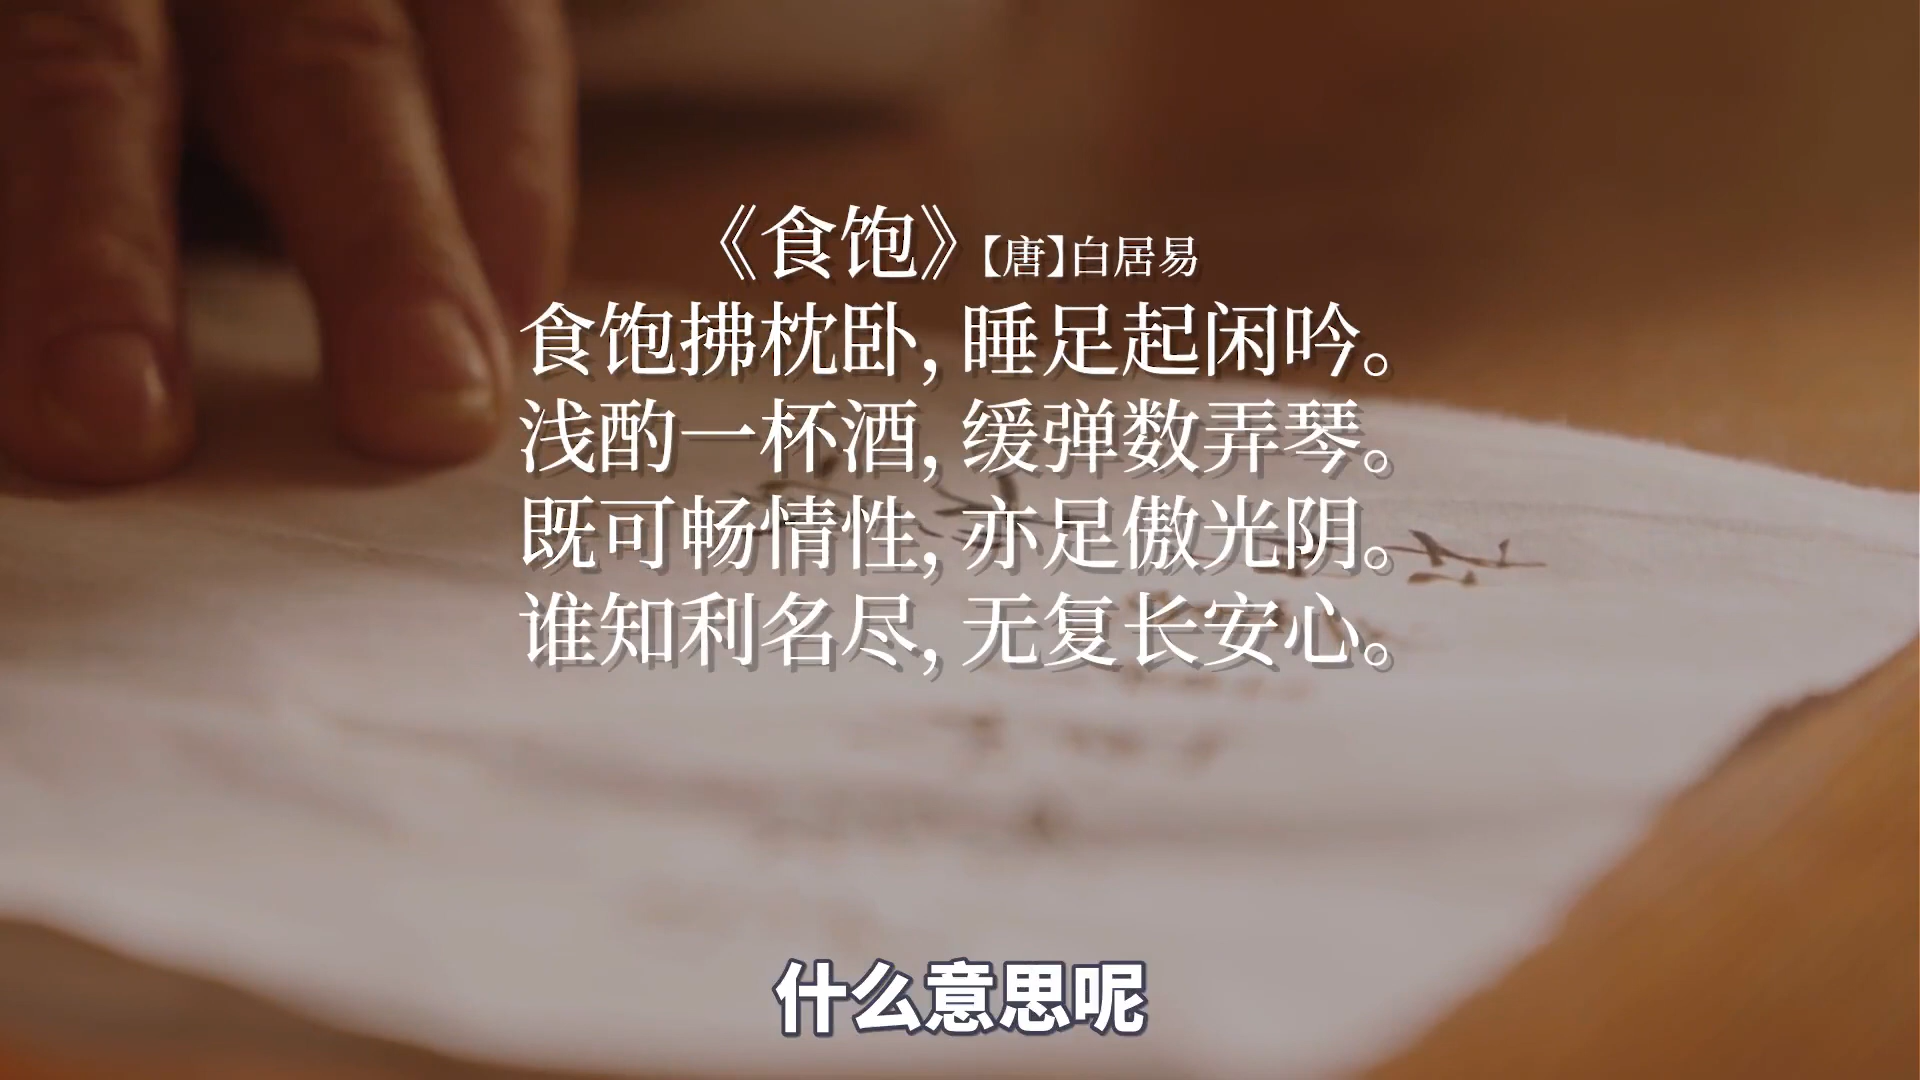 《食饱》【唐】白居易
食饱拂枕卧，睡足起闲吟。
浅酌一杯酒，缓弹数弄琴。
既可畅情性，亦足傲光阴。
谁知利名尽，无复长安心。
什么意思呢